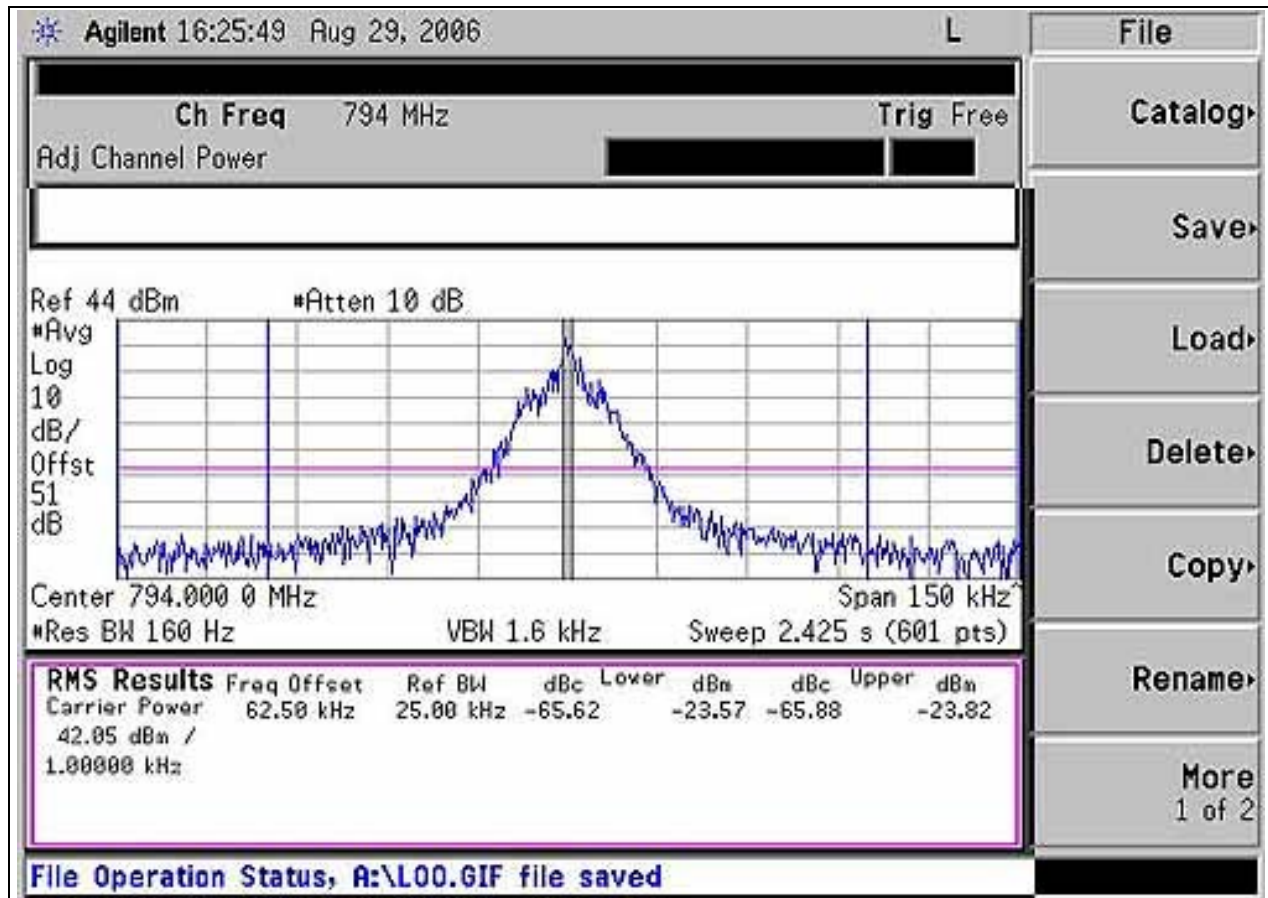 Agilent 16:25:49 Aug 29, 2006 L
File
Ch Freq 794 MHz Trig Free
Adj Channel Power
Catalog
Save
Load
Delete
Copy
Rename
More
1 of 2
Ref 44 dBm #Atten 10 dB
#Avg
Log
10
dB/
Offst
51
dB
Center 794.000 0 MHz Span 150 kHz^
#Res BW 160 Hz VBW 1.6 kHz Sweep 2.425 s (601 pts)
RMS Results Freq Offset Ref BW dBc Lower dBm dBc Upper dBm
Carrier Power 62.50 kHz 25.00 kHz -65.62 -23.57 -65.88 -23.82
42.05 dBm /
1.00000 kHz
File Operation Status, A:\LOO.GIF file saved